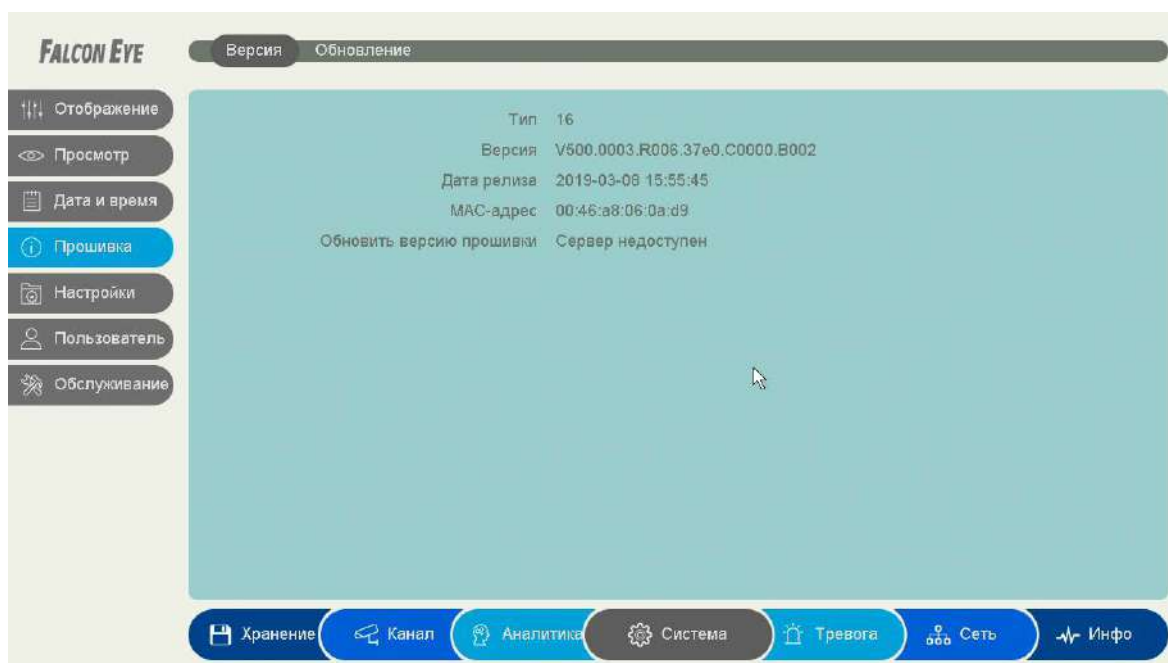 FALCON EYE
Версия Обновление
Отображение
Просмотр
Дата и время
Прошивка
Настройки
Пользователь
Обслуживание
Тип 16
Версия V500.0003.R006.37e0.C0000.B002
Дата релиза 2019-03-08 15:55:45
MAC-адрес 00:46:a8:06:0a:d9
Обновить версию прошивки Сервер недоступен
Хранение Канал Аналитика Система Тревога Сеть Инфо